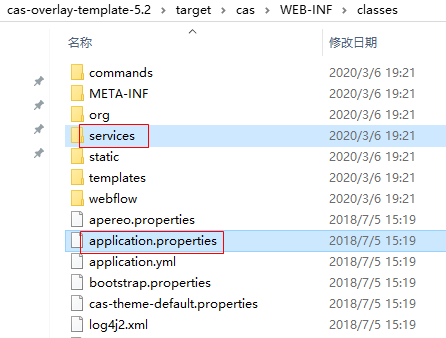 cas-overlay-template-5.2 › target › cas › WEB-INF › classes
名称 修改日期
commands 2020/3/6 19:21
META-INF 2020/3/6 19:21
org 2020/3/6 19:21
services 2020/3/6 19:21
static 2020/3/6 19:21
templates 2020/3/6 19:21
webflow 2020/3/6 19:21
apereo.properties 2018/7/5 15:19
application.properties 2018/7/5 15:19
application.yml 2018/7/5 15:19
bootstrap.properties 2018/7/5 15:19
cas-theme-default.properties 2018/7/5 15:19
log4j2.xml 2018/7/5 15:19